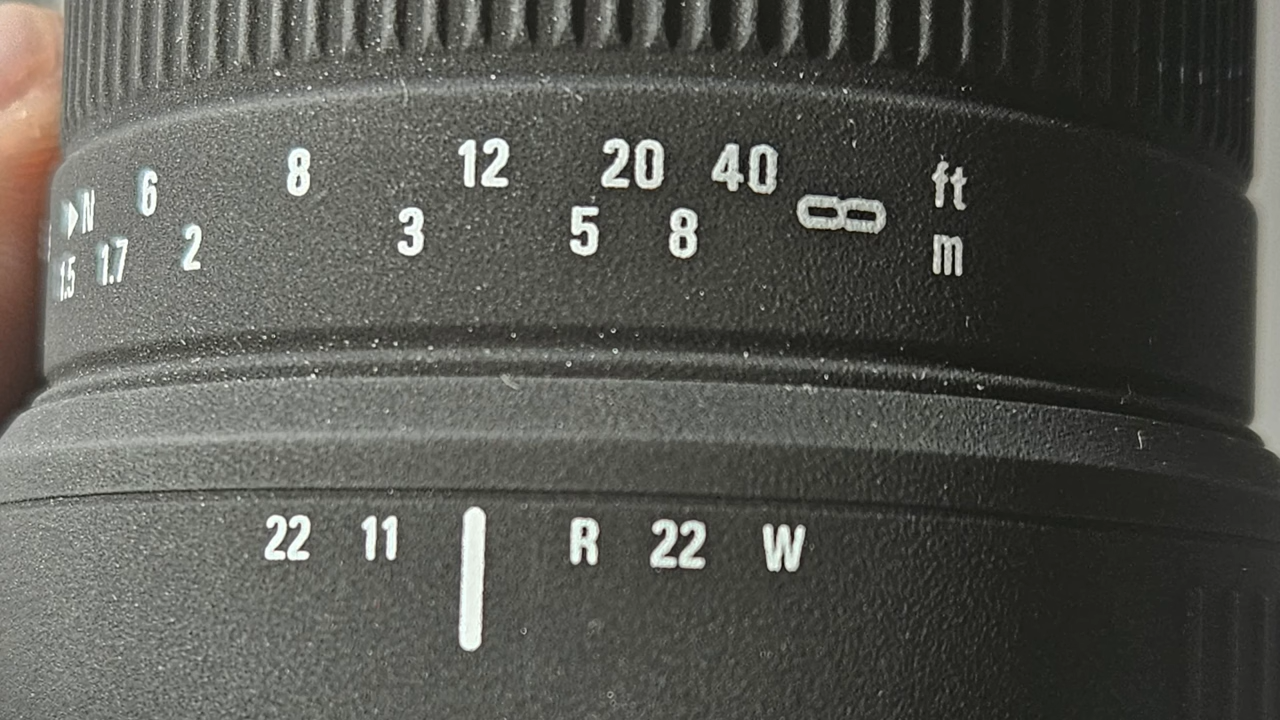 ▶N 6 8 12 20 40 ∞ ft
1.5 1.7 2 3 5 8 m
22 11 R 22 W